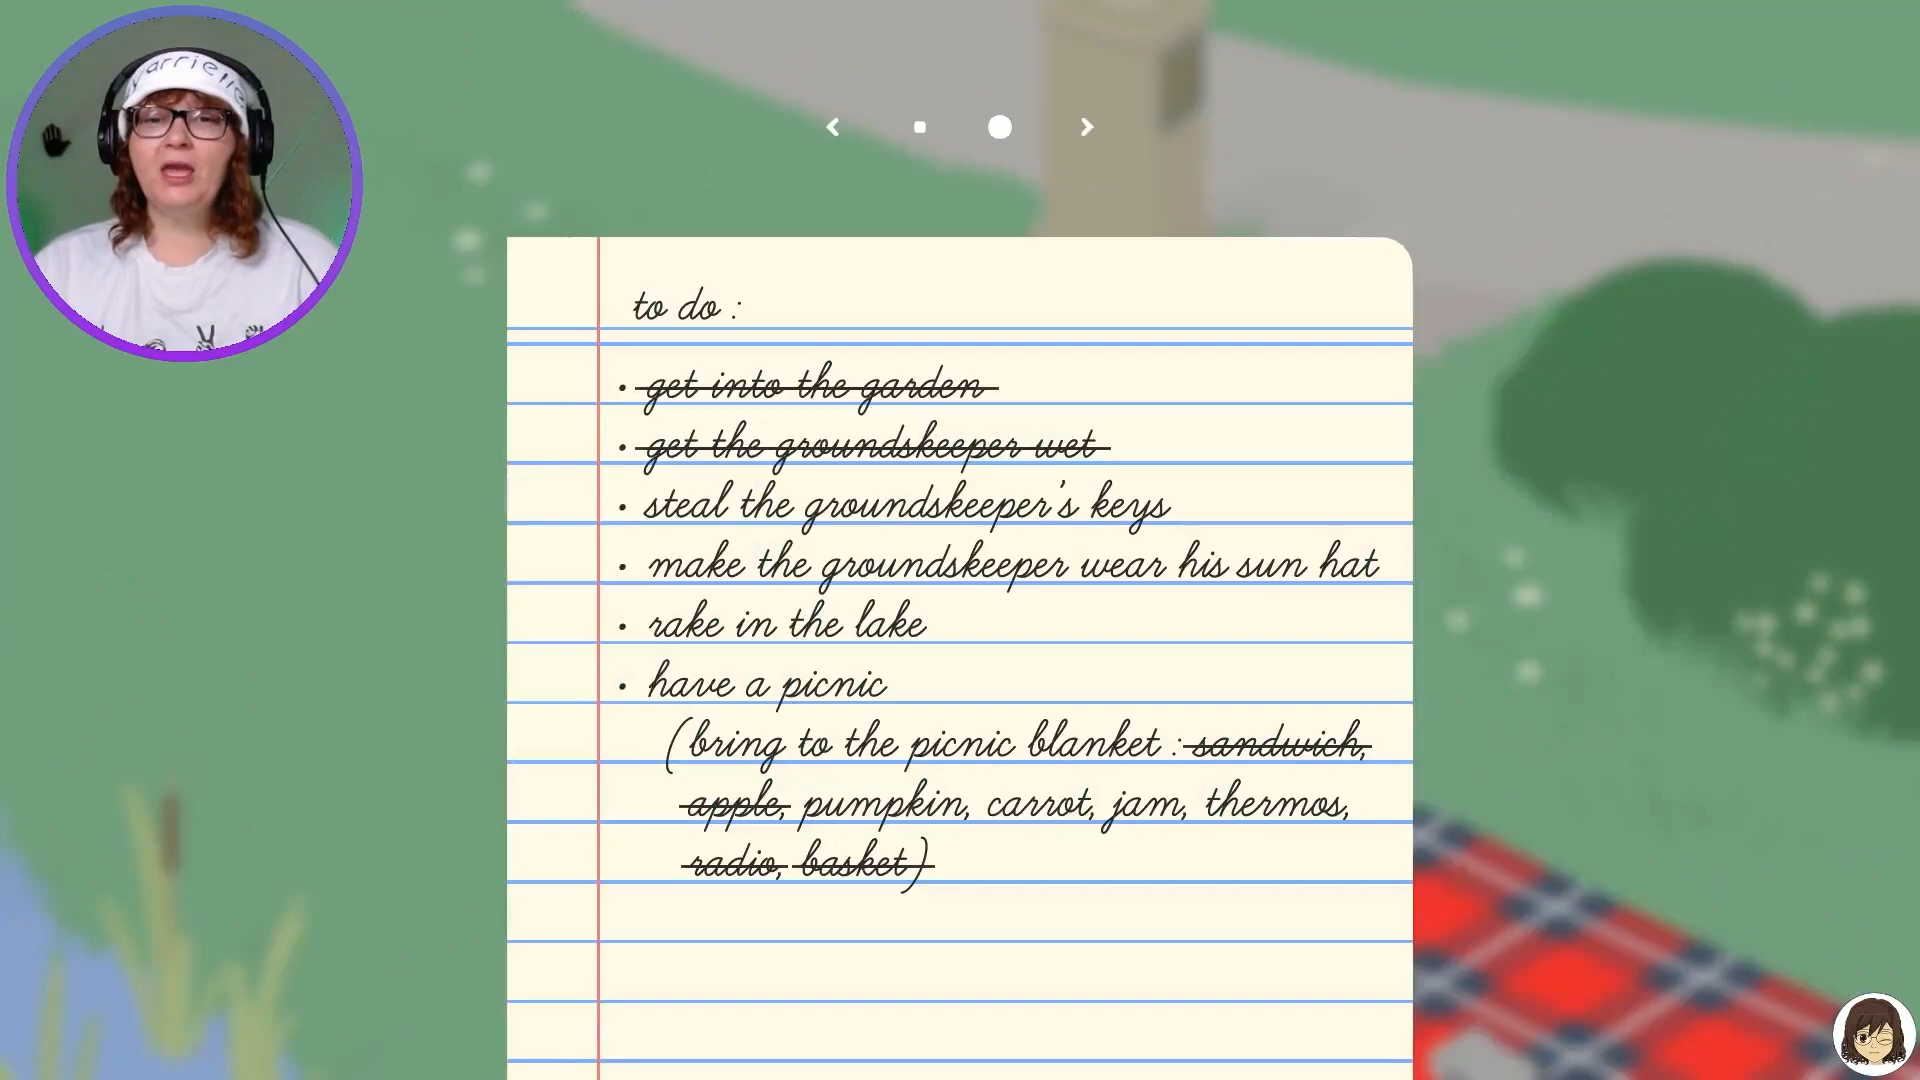 to do :
• get into the garden
• get the groundskeeper wet
• steal the groundskeeper's keys
• make the groundskeeper wear his sun hat
• rake in the lake
• have a picnic
(bring to the picnic blanket : sandwich,
apple, pumpkin, carrot, jam, thermos,
radio, basket)